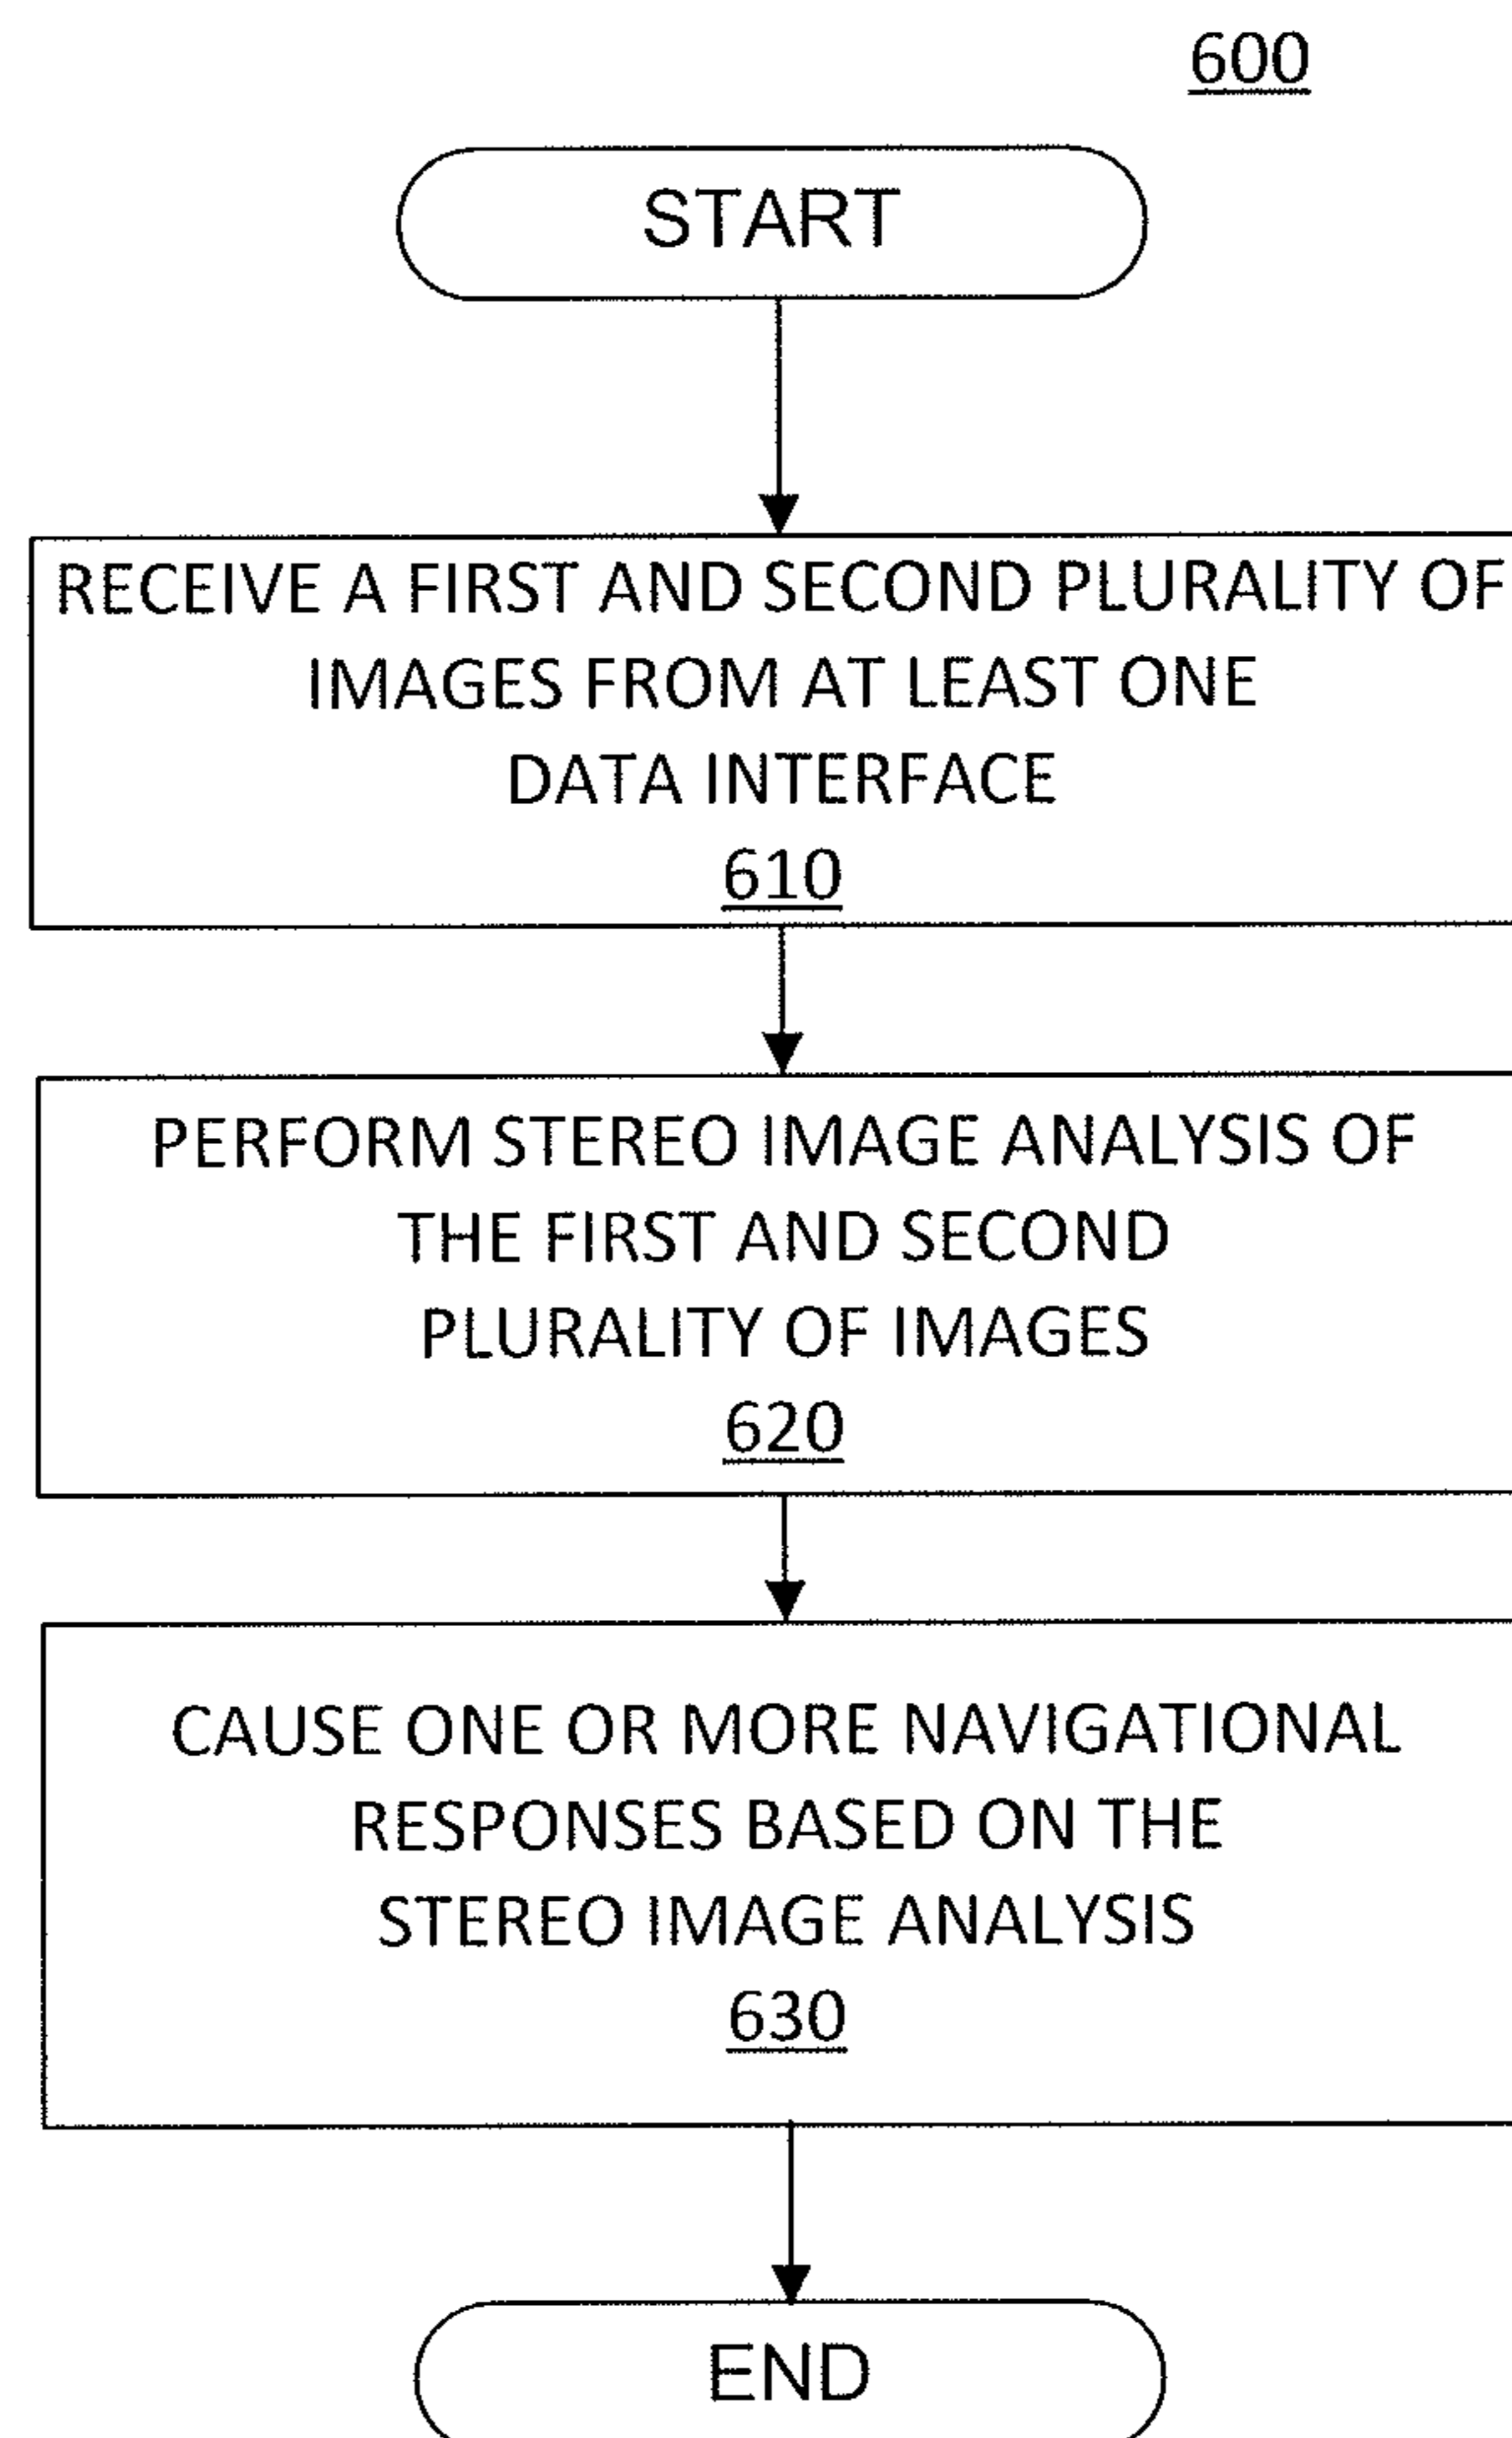 600
START
RECEIVE A FIRST AND SECOND PLURALITY OF
IMAGES FROM AT LEAST ONE
DATA INTERFACE
610
PERFORM STEREO IMAGE ANALYSIS OF
THE FIRST AND SECOND
PLURALITY OF IMAGES
620
CAUSE ONE OR MORE NAVIGATIONAL
RESPONSES BASED ON THE
STEREO IMAGE ANALYSIS
630
END